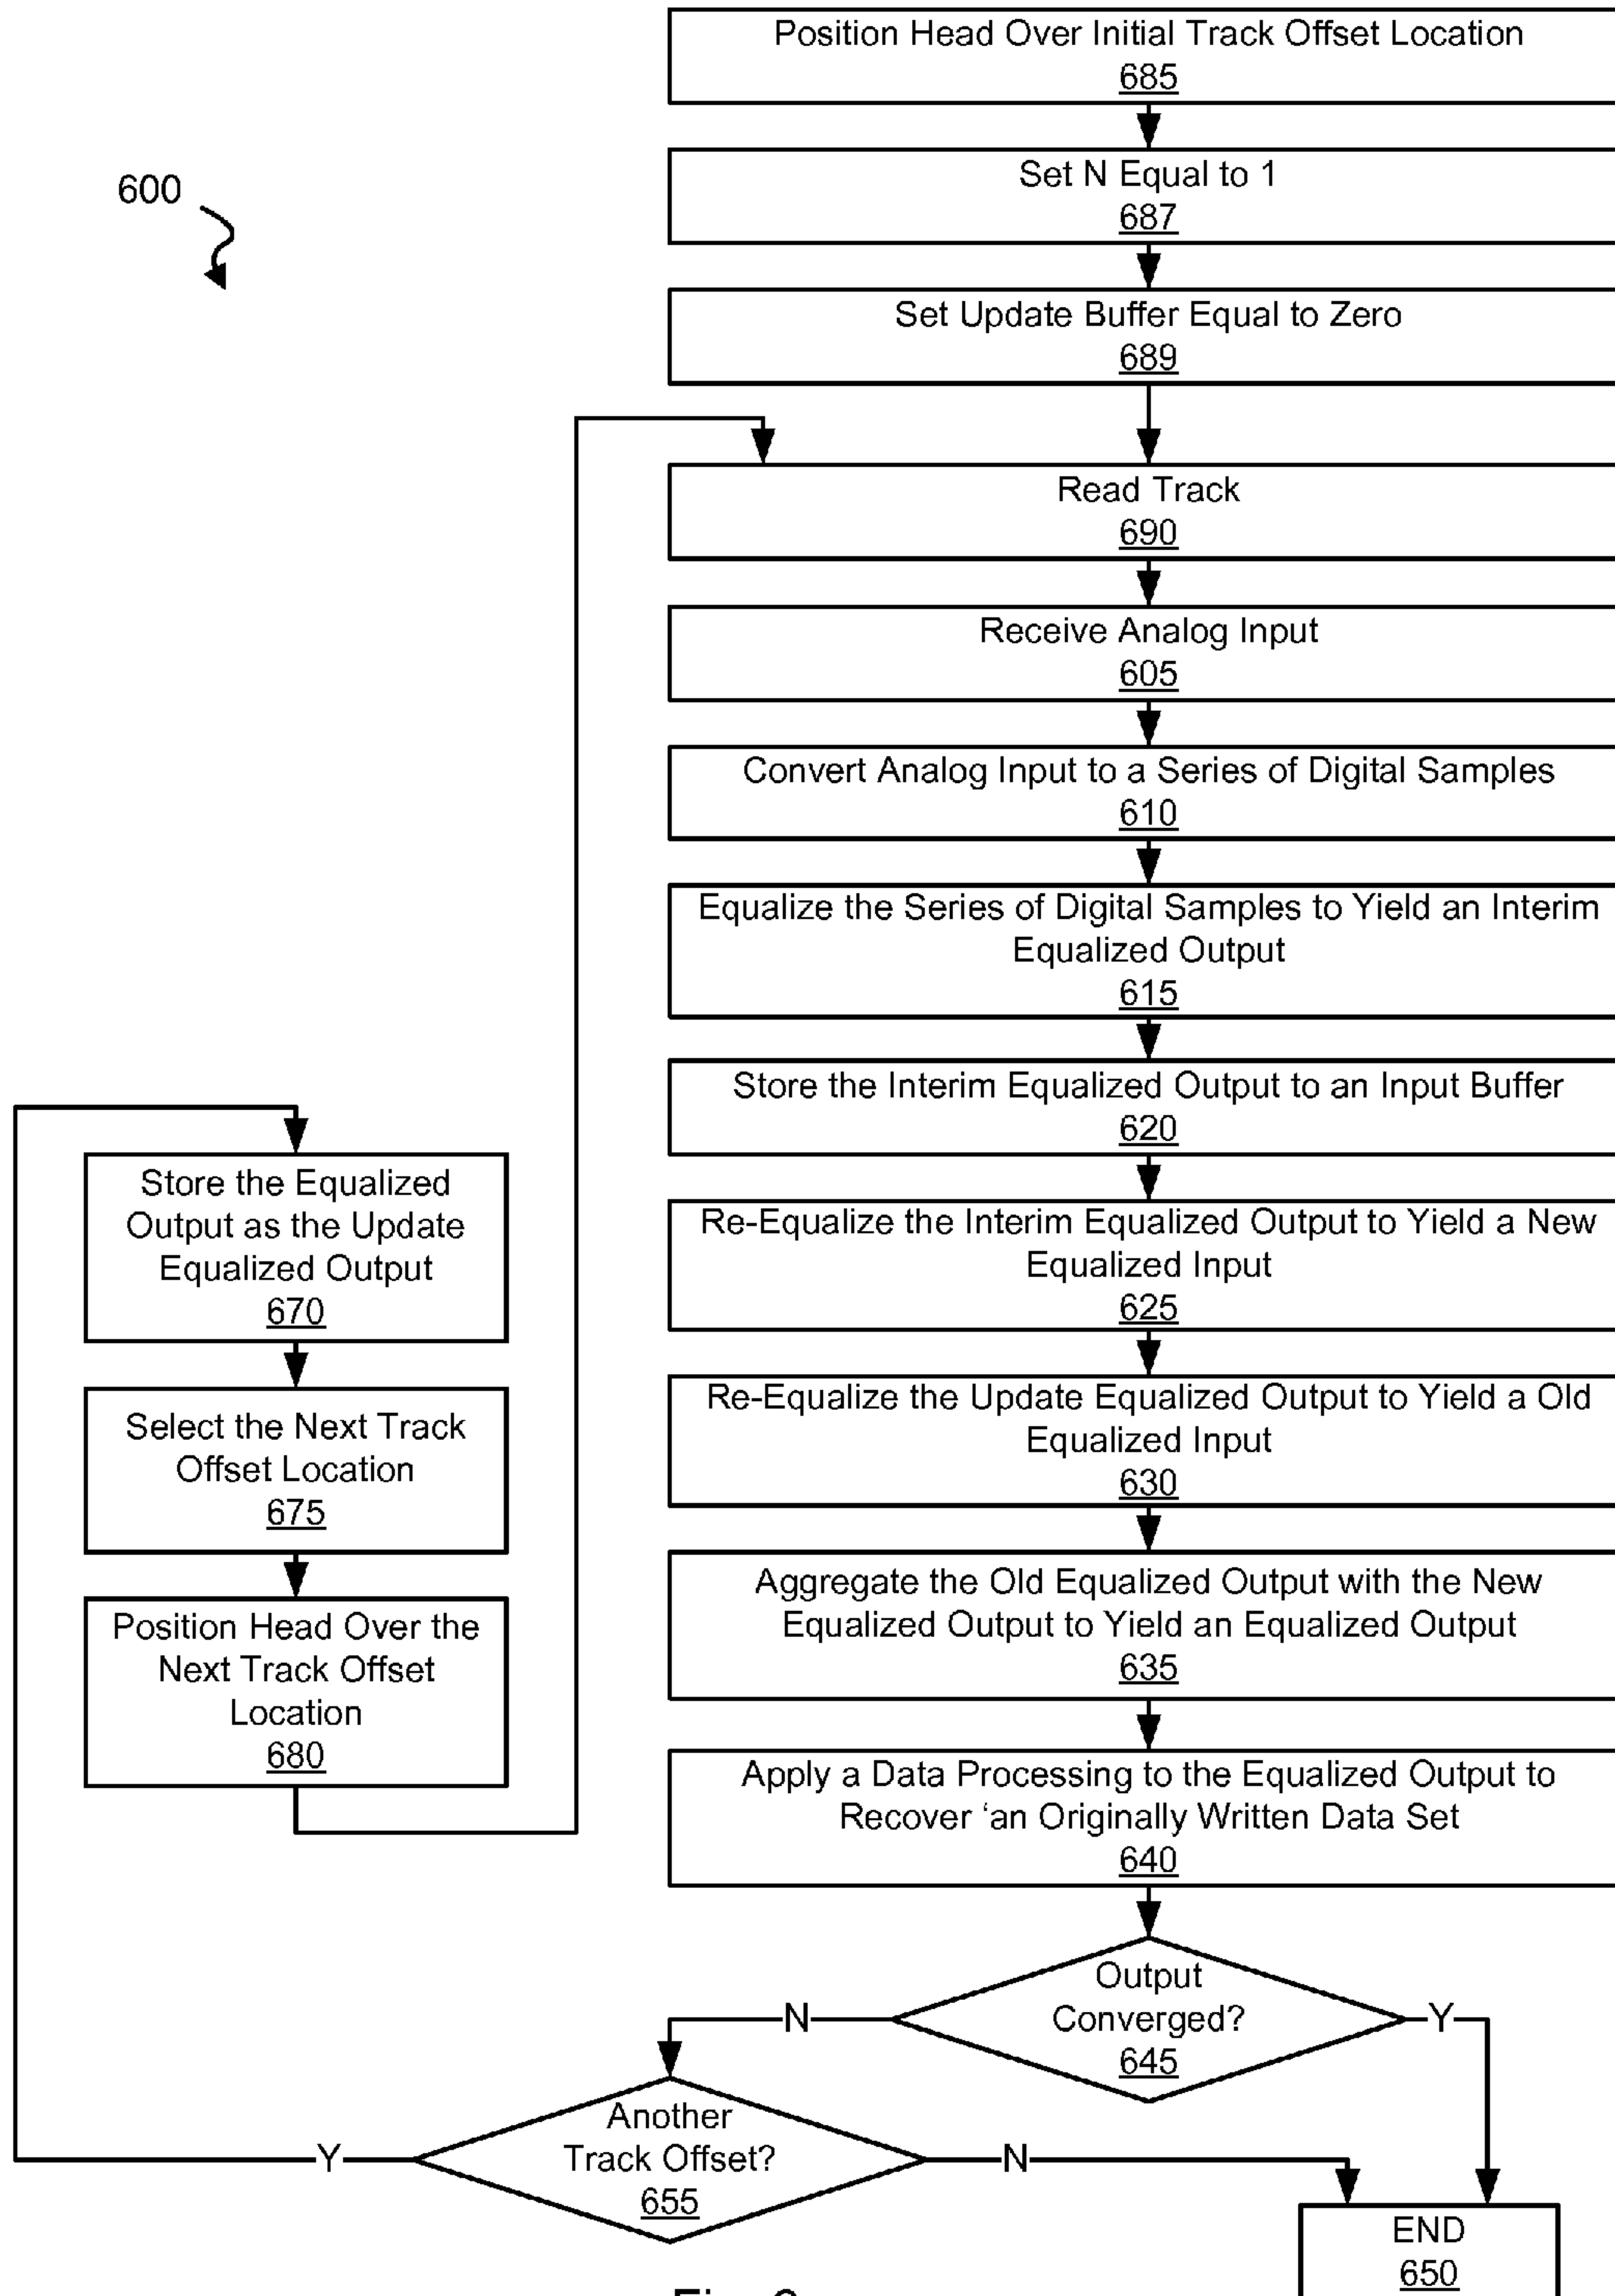 Position Head Over Initial Track Offset Location
685
600
Set N Equal to 1
687
Set Update Buffer Equal to Zero
689
Read Track
690
Receive Analog Input
605
Convert Analog Input to a Series of Digital Samples
610
Equalize the Series of Digital Samples to Yield an Interim
Equalized Output
615
Store the Interim Equalized Output to an Input Buffer
620
Re-Equalize the Interim Equalized Output to Yield a New
Equalized Input
625
Re-Equalize the Update Equalized Output to Yield a Old
Equalized Input
630
Aggregate the Old Equalized Output with the New
Equalized Output to Yield an Equalized Output
635
Apply a Data Processing to the Equalized Output to
Recover ‘an Originally Written Data Set
640
Output
Converged?
645
N
Y
Another
Track Offset?
655
Y
N
Store the Equalized
Output as the Update
Equalized Output
670
Select the Next Track
Offset Location
675
Position Head Over the
Next Track Offset
Location
680
END
650